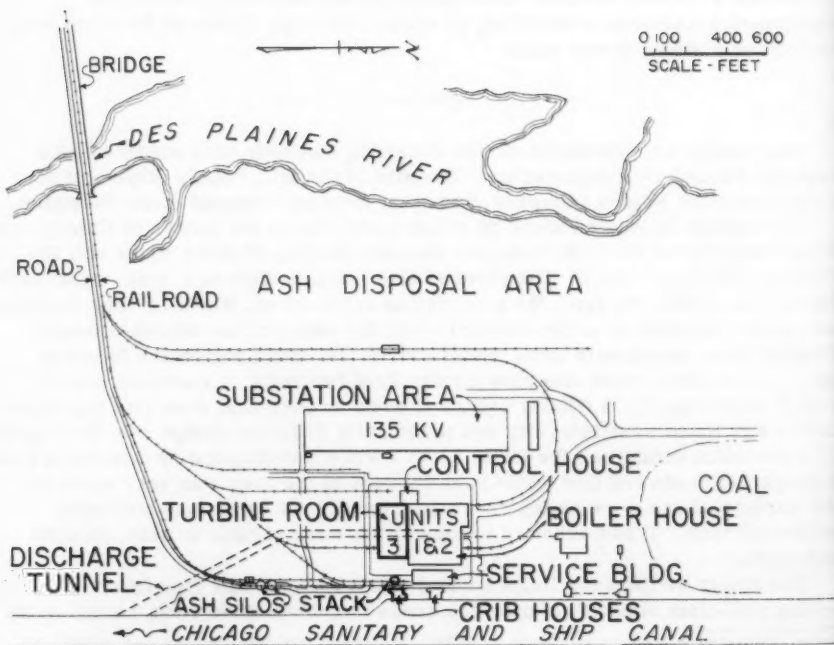 0 100 400 600
SCALE - FEET
N
BRIDGE
DES PLAINES RIVER
ROAD
RAILROAD
ASH DISPOSAL AREA
SUBSTATION AREA
135 KV
CONTROL HOUSE
COAL
TURBINE ROOM
UNITS
3 1&2
BOILER HOUSE
DISCHARGE
TUNNEL
SERVICE BLDG.
ASH SILOS
STACK
CRIB HOUSES
CHICAGO SANITARY AND SHIP CANAL